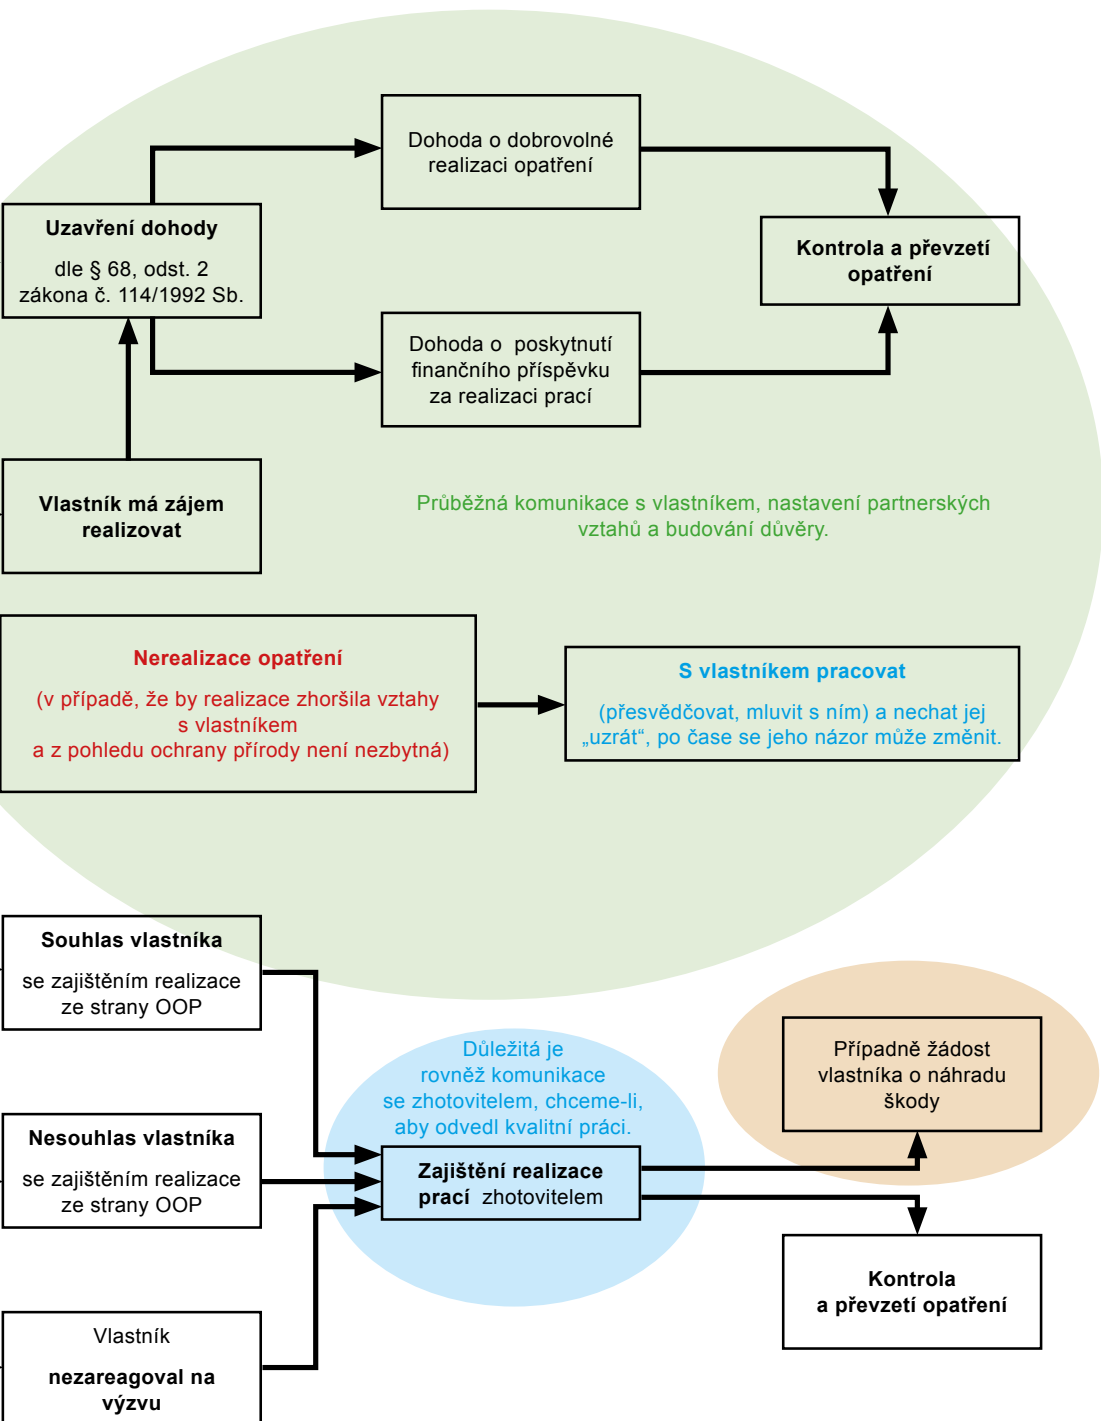 Dohoda o dobrovolné
realizaci opatření
Uzavření dohody
dle § 68, odst. 2
zákona č. 114/1992 Sb.
Kontrola a převzetí
opatření
Dohoda o poskytnutí
finančního příspěvku
za realizaci prací
Vlastník má zájem
realizovat
Průběžná komunikace s vlastníkem, nastavení partnerských
vztahů a budování důvěry.
Nerealizace opatření
(v případě, že by realizace zhoršila vztahy
s vlastníkem
a z pohledu ochrany přírody není nezbytná)
S vlastníkem pracovat
(přesvědčovat, mluvit s ním) a nechat jej
„uzrát“, po čase se jeho názor může změnit.
Souhlas vlastníka
se zajištěním realizace
ze strany OOP
Důležitá je
rovněž komunikace
se zhotovitelem, chceme-li,
aby odvedl kvalitní práci.
Případně žádost
vlastníka o náhradu
škody
Nesouhlas vlastníka
se zajištěním realizace
ze strany OOP
Zajištění realizace
prací zhotovitelem
Kontrola
a převzetí opatření
Vlastník
nezareagoval na
výzvu